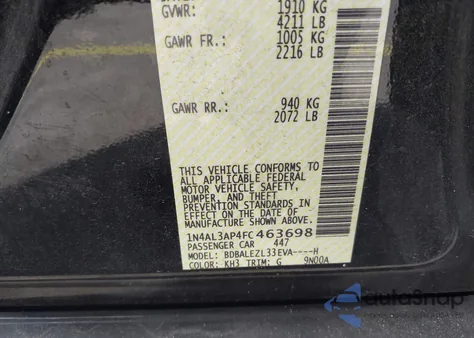 GVWR: 1910 KG
4211 LB
GAWR FR.: 1005 KG
2216 LB
GAWR RR.: 940 KG
2072 LB
THIS VEHICLE CONFORMS TO
ALL APPLICABLE FEDERAL
MOTOR VEHICLE SAFETY,
BUMPER, AND THEFT
PREVENTION STANDARDS
IN EFFECT ON THE DATE OF
MANUFACTURE SHOWN
ABOVE.
1N4AL3AP4FC463698
PASSENGER CAR 447
MODEL: BDBALEZL33EVA----H
COLOR: KH3 TRIM: G 9N00A
AutoSnap